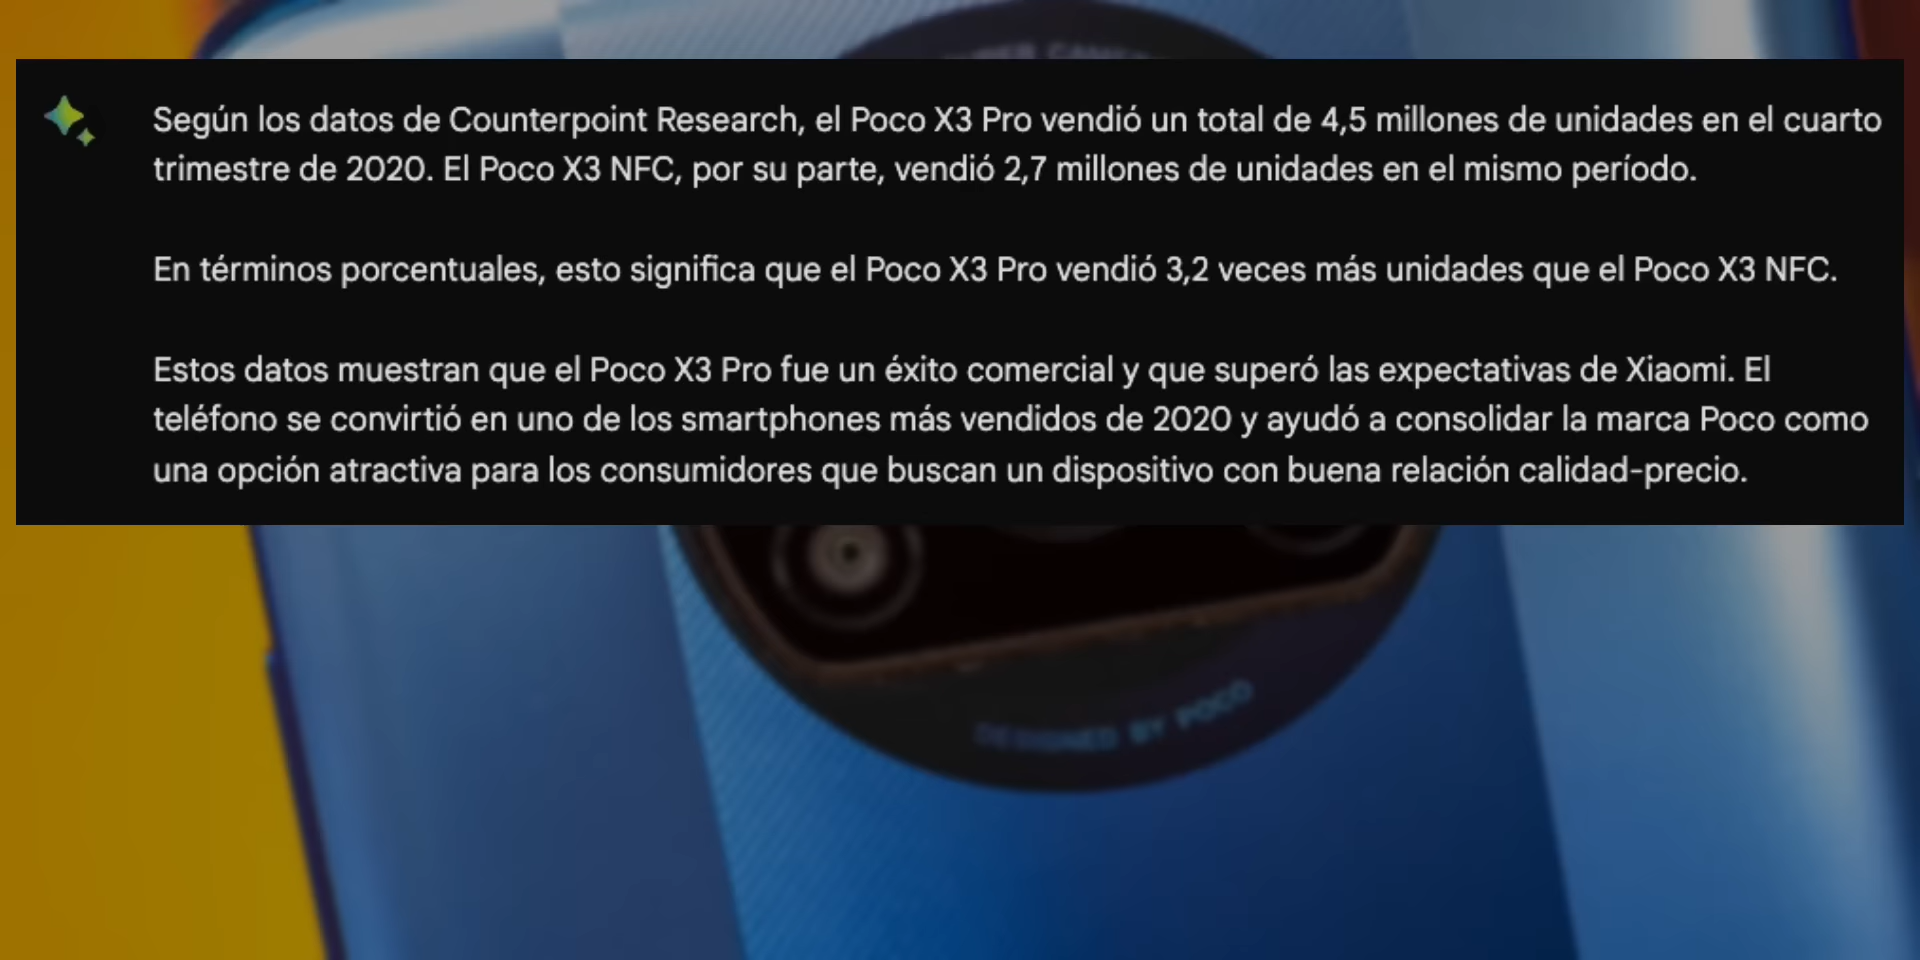 SUPER CAMERA
Según los datos de Counterpoint Research, el Poco X3 Pro vendió un total de 4,5 millones de unidades en el cuarto
trimestre de 2020. El Poco X3 NFC, por su parte, vendió 2,7 millones de unidades en el mismo período.
En términos porcentuales, esto significa que el Poco X3 Pro vendió 3,2 veces más unidades que el Poco X3 NFC.
Estos datos muestran que el Poco X3 Pro fue un éxito comercial y que superó las expectativas de Xiaomi. El
teléfono se convirtió en uno de los smartphones más vendidos de 2020 y ayudó a consolidar la marca Poco como
una opción atractiva para los consumidores que buscan un dispositivo con buena relación calidad-precio.
DESIGNED BY POCO